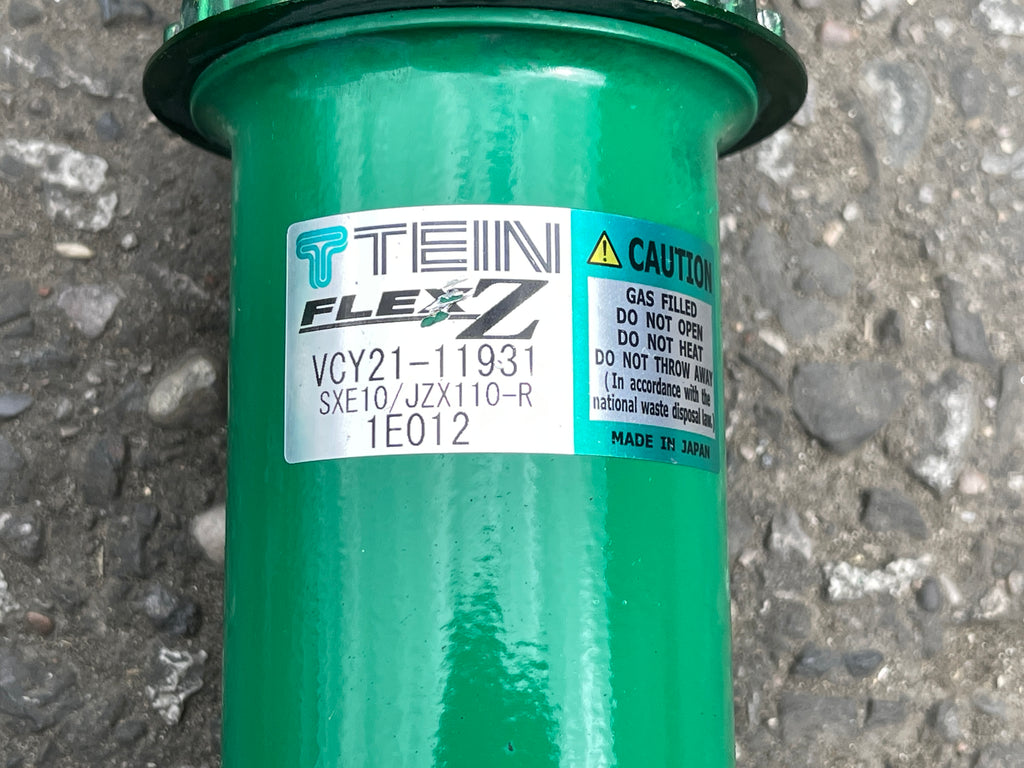 TEIN
FLEX Z
VCY21-11931
SXE10/JZX110-R
1E012
CAUTION
GAS FILLED
DO NOT OPEN
DO NOT HEAT
DO NOT THROW AWAY
(In accordance with the
national waste disposal laws.)
MADE IN JAPAN